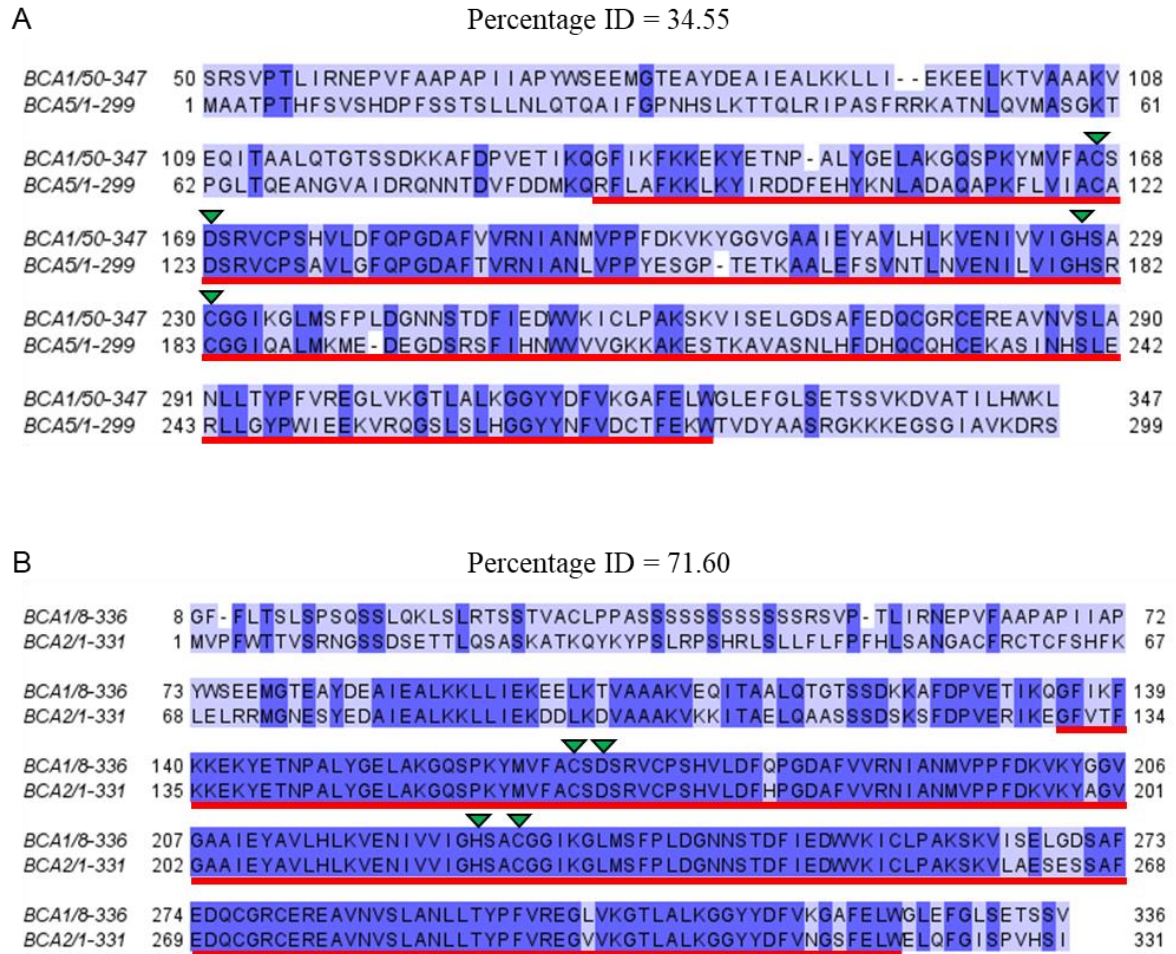 A
Percentage ID = 34.55
BCA1/50-347 50 SRSVPTLIRNEPVFAAPAPIIAPYWSEEMGTEAYDEAIEALKKLLI--EKEELKTVAAAKV 108
BCA5/1-299 1 MAATPTHFSVSHDPFSSTSLLNLQTQAIFGPNHSLKTTQLRIPASFRRKATNLQVMASGKT 61
BCA1/50-347 109 EQITAALQTGTSSDKKAFDPVETIKQGFIKFKKEKYETNP-ALYGELAKGQSPKYMVFACS 168
BCA5/1-299 62 PGLTQEANGVAIDRQNNTDVFDDMKQRFLAFKKLKYIRDDFEHYKNLADAQAPKFLVIACA 122
BCA1/50-347 169 DSRVCPSHVLDFQPGDAFVVRNIANMVPPFDKVKYGGVGAAIEYAVLHLKVENIVVIGHSA 229
BCA5/1-299 123 DSRVCPSAVLGFQPGDAFTVRNIANLVPPYESGP-TETKAALEFSVNTLNVENILVIGHSR 182
BCA1/50-347 230 CGGIKGLMSFPLDGNNSTDFIEDWVKICLPAKSKVISELGDSAFEDQCGRCEREAVNVSLA 290
BCA5/1-299 183 CGGIQALMKME-DEGDSRSFIHNWVVVGKKAKESTKAVASNLHFDHQCQHCEKASINHSLE 242
BCA1/50-347 291 NLLTYPFVREGLVKGTLALKGGYYDFVKGAFELWGLEFGLSETSSVKDVATILHWKL 347
BCA5/1-299 243 RLLGYPWIEEKVRQGSLSLHGGYYNFVDCTFEKWTVDYAASRGKKKEGSGIAVKDRS 299
B
Percentage ID = 71.60
BCA1/8-336 8 GF-FLTSLSPSQSSLQKLSLRTSSTVACLPPASSSSSSSSSSSSRSVP-TLIRNEPVFAAPAPIIAP 72
BCA2/1-331 1 MVPFWTTVSRNGSSDSETTLQSASKATKQYKYPSLRPSHRLSLLFLFPFHLSANGACFRCTCFSHFK 67
BCA1/8-336 73 YWSEEMGTEAYDEAIEALKKLLIEKEELKTVAAAKVEQITAALQTGTSSDKKAFDPVETIKQGFIKF 139
BCA2/1-331 68 LELRRMGNESYEDAIEALKKLLIEKDDLKDVAAAKVKKITAELQAASSSDSKSFDPVERIKEGFVTF 134
BCA1/8-336 140 KKEKYETNPALYGELAKGQSPKYMVFACSDSRVCPSHVLDFQPGDAFVVRNIANMVPPFDKVKYGGV 206
BCA2/1-331 135 KKEKYETNPALYGELAKGQSPKYMVFACSDSRVCPSHVLDFHPGDAFVVRNIANMVPPFDKVKYAGV 201
BCA1/8-336 207 GAAIEYAVLHLKVENIVVIGHSACGGIKGLMSFPLDGNNSTDFIEDWVKICLPAKSKVISELGDSAF 273
BCA2/1-331 202 GAAIEYAVLHLKVENIVVIGHSACGGIKGLMSFPLDGNNSTDFIEDWVKICLPAKSKVLAESESSAF 268
BCA1/8-336 274 EDQCGRCEREAVNVSLANLLTYPFVREGLVKGTLALKGGYYDFVKGAFELWGLEFGLSETSSV 336
BCA2/1-331 269 EDQCGRCEREAVNVSLANLLTYPFVREGVVKGTLALKGGYYDFVNGSFELWELQFGISPVHSI 331